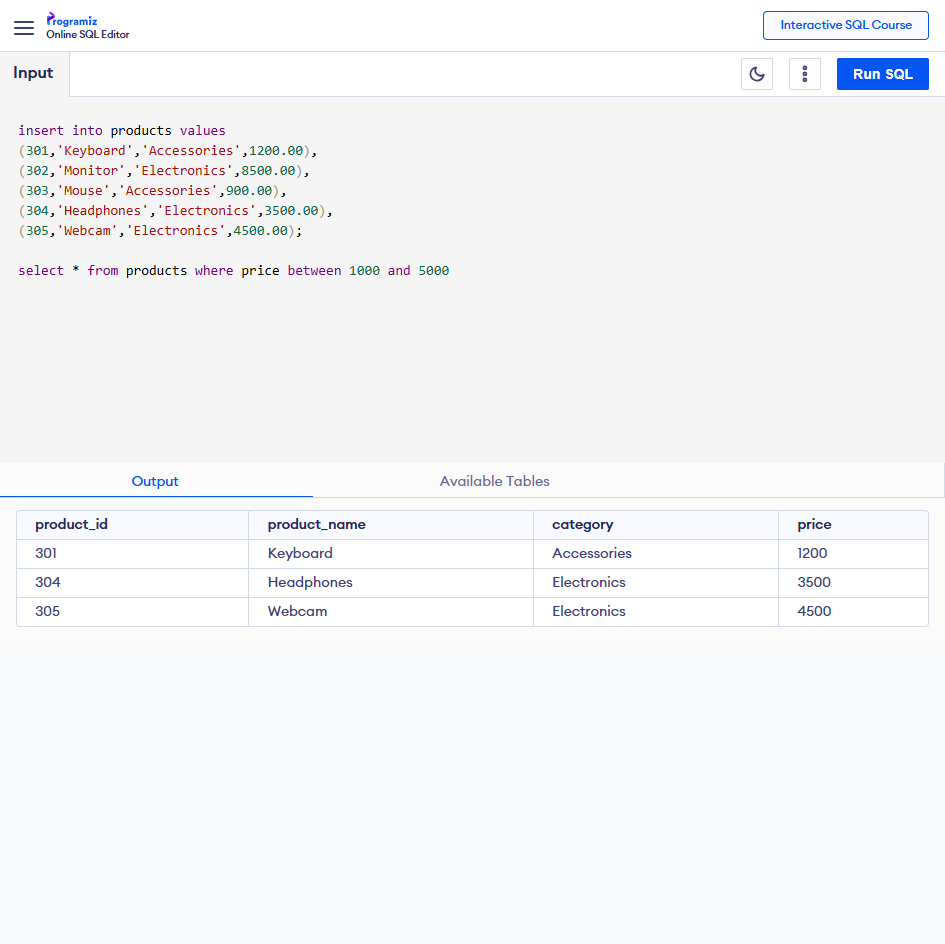 Programiz
Online SQL Editor
Interactive SQL Course
Input
Run SQL
insert into products values
(301,'Keyboard','Accessories',1200.00),
(302,'Monitor','Electronics',8500.00),
(303,'Mouse','Accessories',900.00),
(304,'Headphones','Electronics',3500.00),
(305,'Webcam','Electronics',4500.00);
select * from products where price between 1000 and 5000
Output Available Tables
product_id product_name category price
301 Keyboard Accessories 1200
304 Headphones Electronics 3500
305 Webcam Electronics 4500